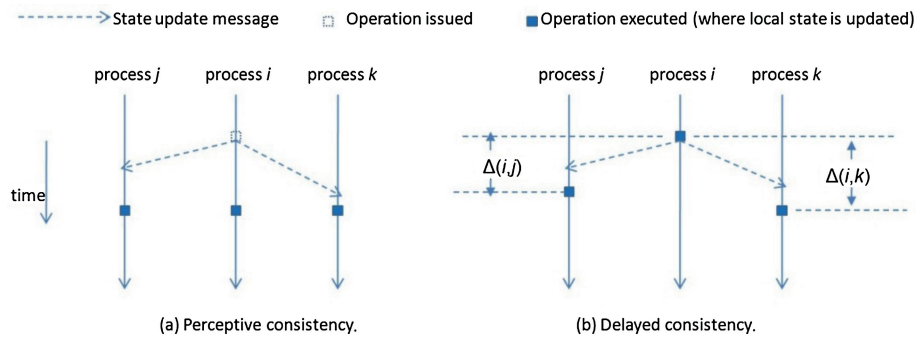 State update message Operation issued Operation executed (where local state is updated)
process j process i process k process j process i process k
Δ(i,j) Δ(i,k)
time
(a) Perceptive consistency. (b) Delayed consistency.